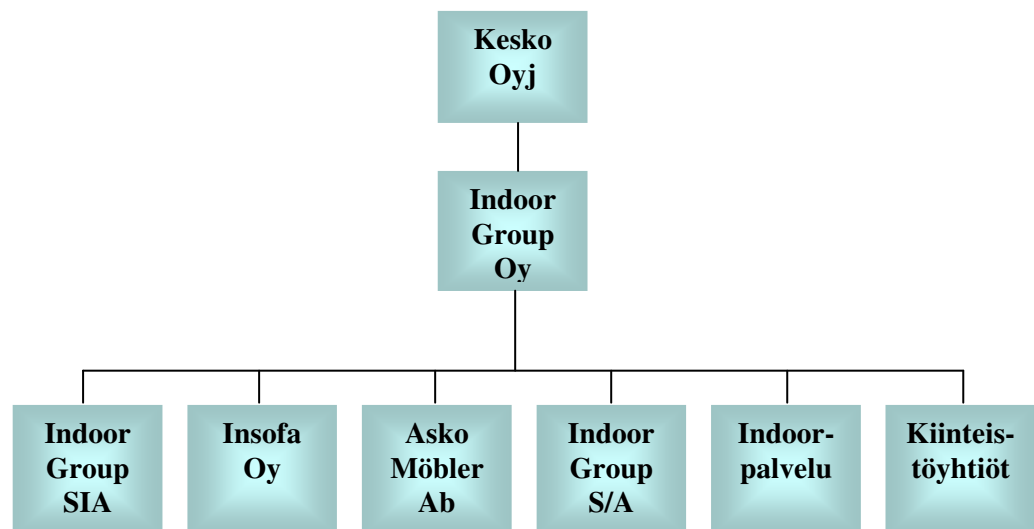 Kesko
Oyj
Indoor
Group
Oy
Indoor
Group
SIA
Insofa
Oy
Asko
Möbler
Ab
Indoor
Group
S/A
Indoor-
palvelu
Kiinteis-
töyhtiöt